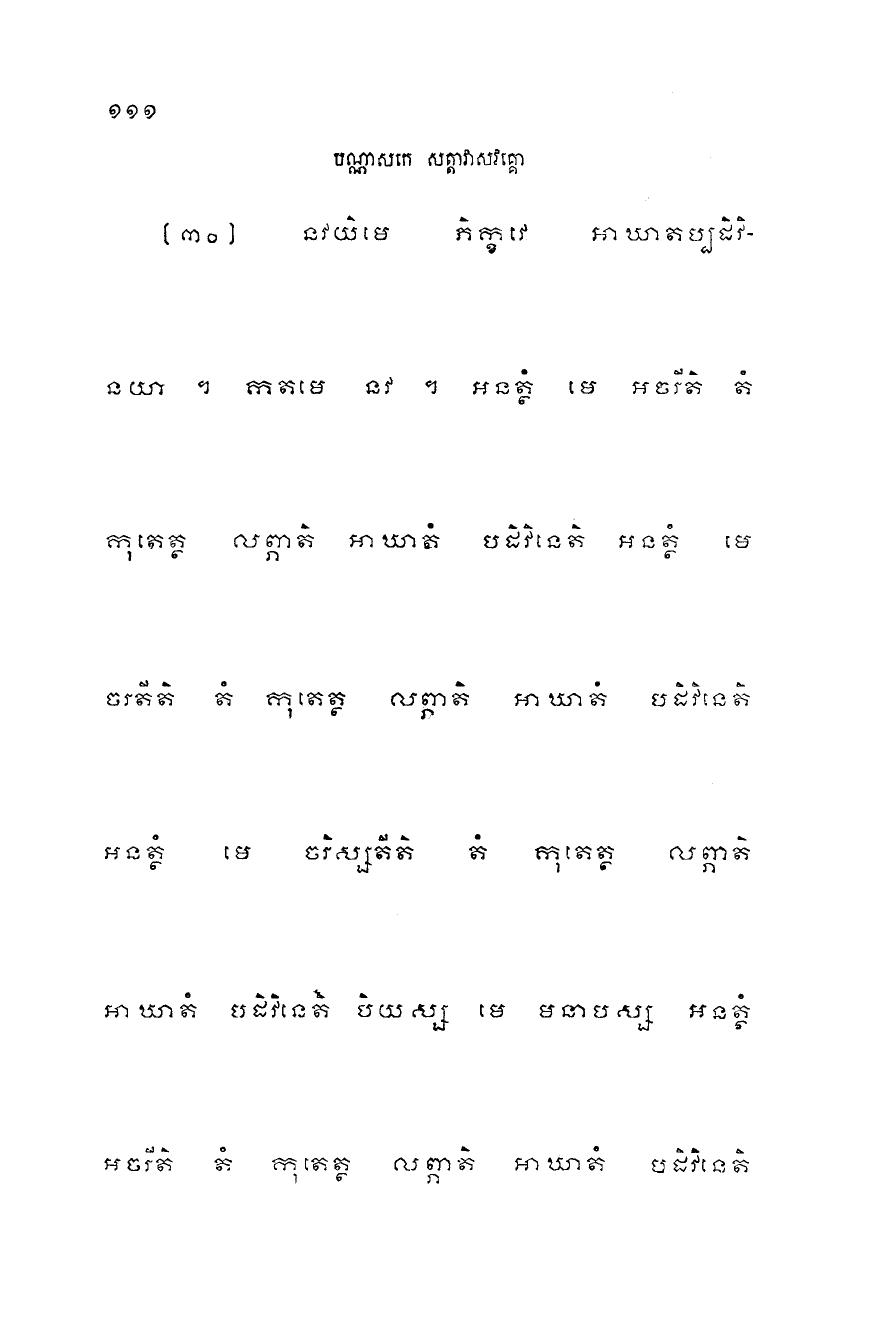 ១១១
បណ្ណាសកេ សត្តាវាសវគ្គោ
[ ៣០ ] នវយិមេ ភិក្ខវេ អាឃាតប្បដិវិ-
នយា ។ កតមេ នវ ។ អនត្ថំ មេ អចរីតិ តំ
កុតេត្ថ លព្ភាតិ អាឃាតំ បដិវិនេតិ អនត្ថំ មេ
ចរតីតិ តំ កុតេត្ថ លព្ភាតិ អាឃាតំ បដិវិនេតិ
អនត្ថំ មេ ចរិស្សតីតិ តំ កុតេត្ថ លព្ភាតិ
អាឃាតំ បដិវិនេតិ បិយស្ស មេ មនាបស្ស អនត្ថំ
អចរីតិ តំ កុតេត្ថ លព្ភាតិ អាឃាតំ បដិវិនេតិ